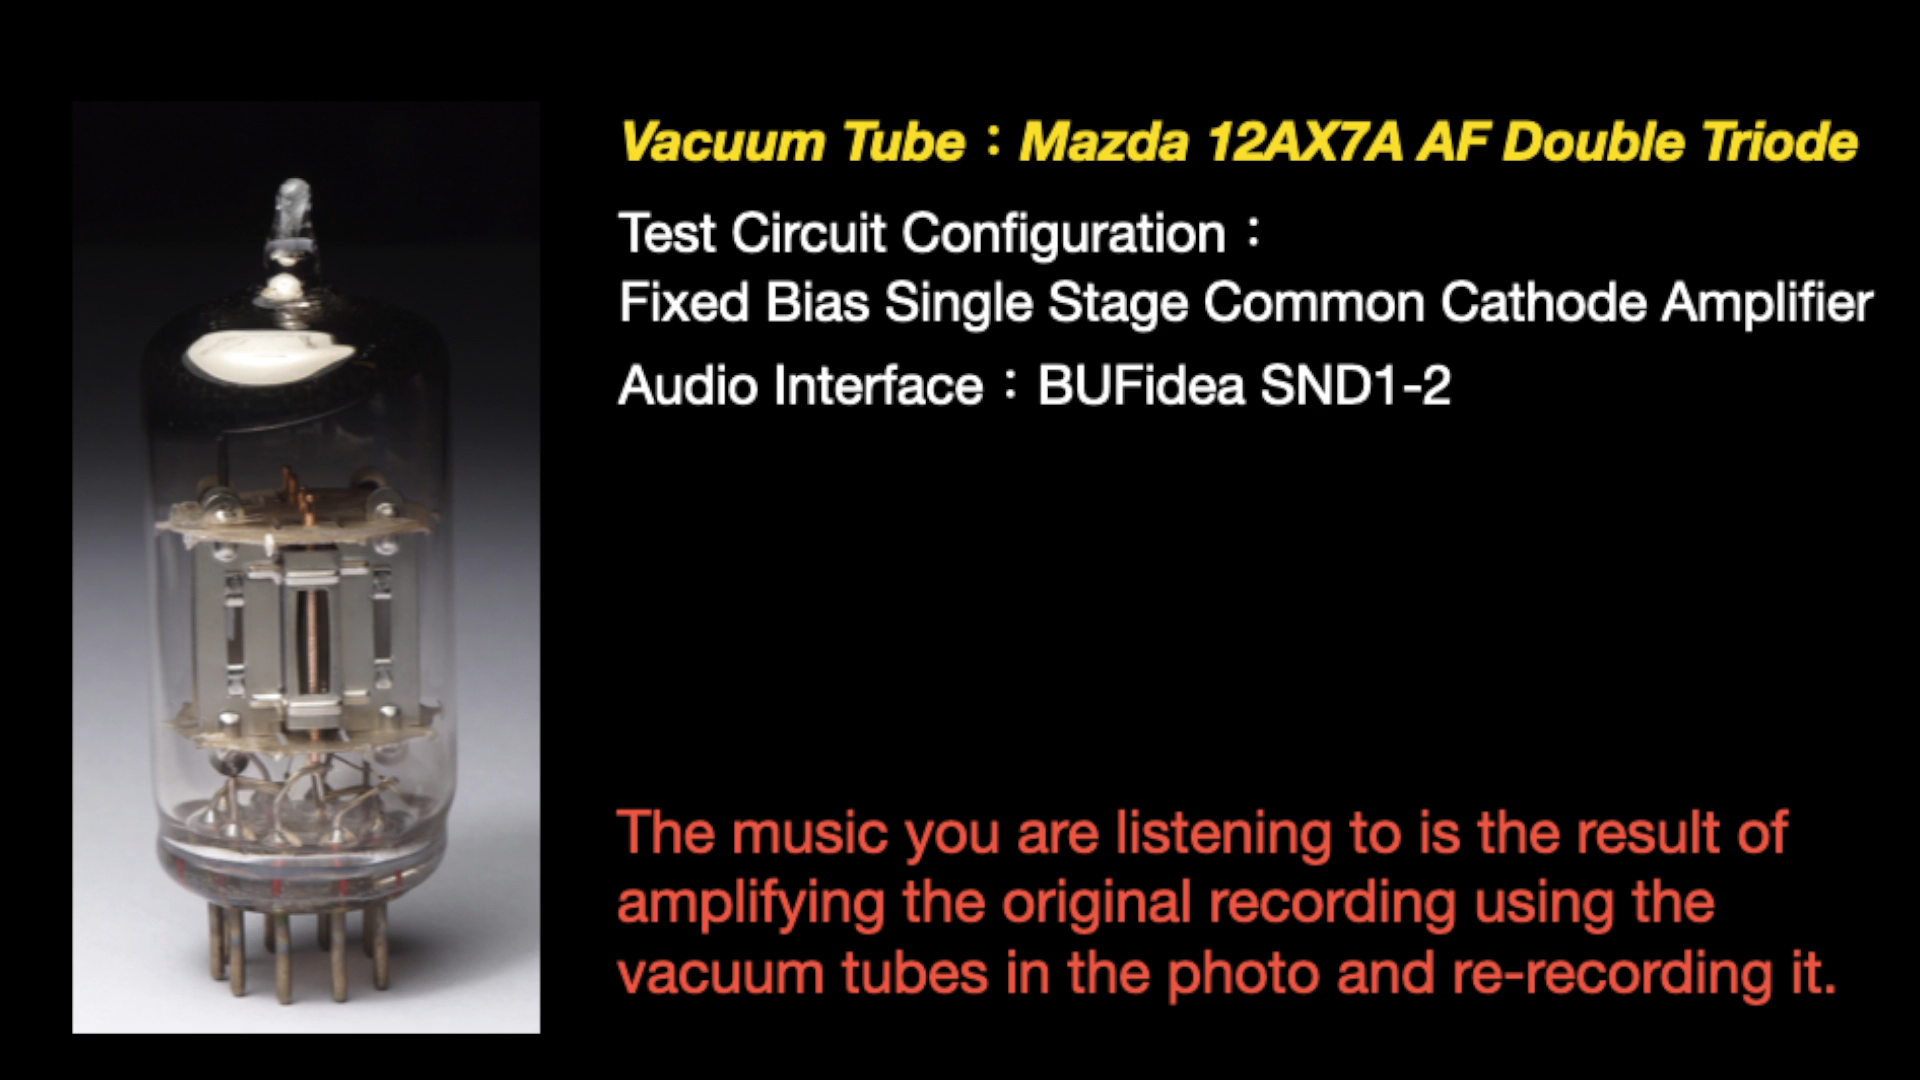 Vacuum Tube：Mazda 12AX7A AF Double Triode
Test Circuit Configuration：
Fixed Bias Single Stage Common Cathode Amplifier
Audio Interface：BUFidea SND1-2
The music you are listening to is the result of
amplifying the original recording using the
vacuum tubes in the photo and re-recording it.